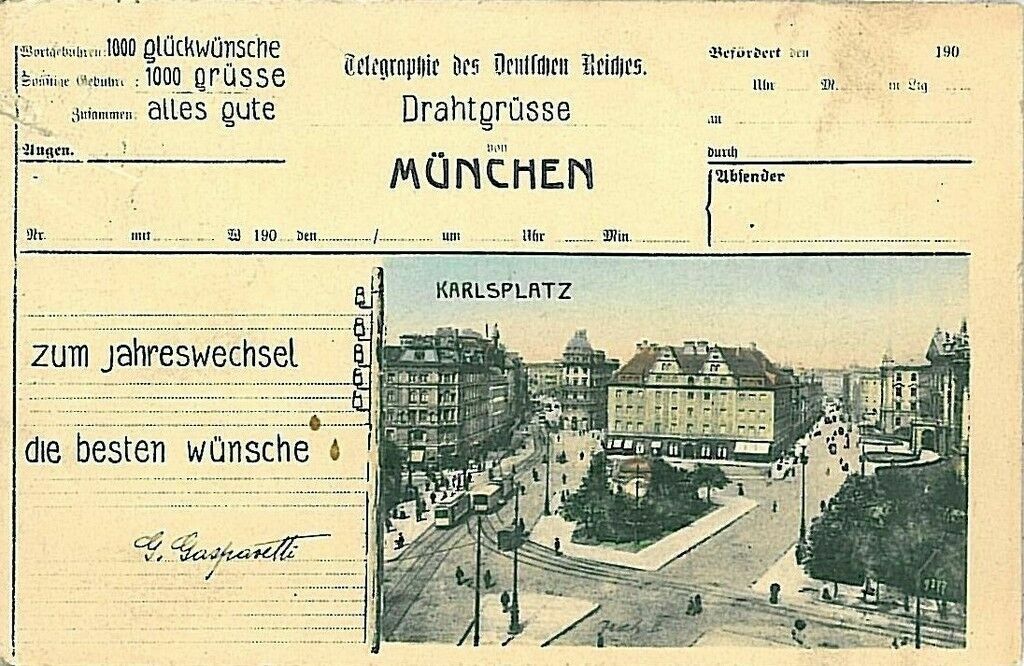 Wortgebühren: 1000 glückwünsche
Sonstige Gebühr: 1000 grüsse
Zusammen: alles gute
Angen.
Telegraphie des Deutschen Reiches.
Drahtgrüsse
von
MÜNCHEN
Befördert den 190
Uhr M. in Ltg
an
durch
Absender
Nr. mit W 190 den / um Uhr Min.
KARLSPLATZ
zum jahreswechsel
die besten wünsche
G. Gasparetti